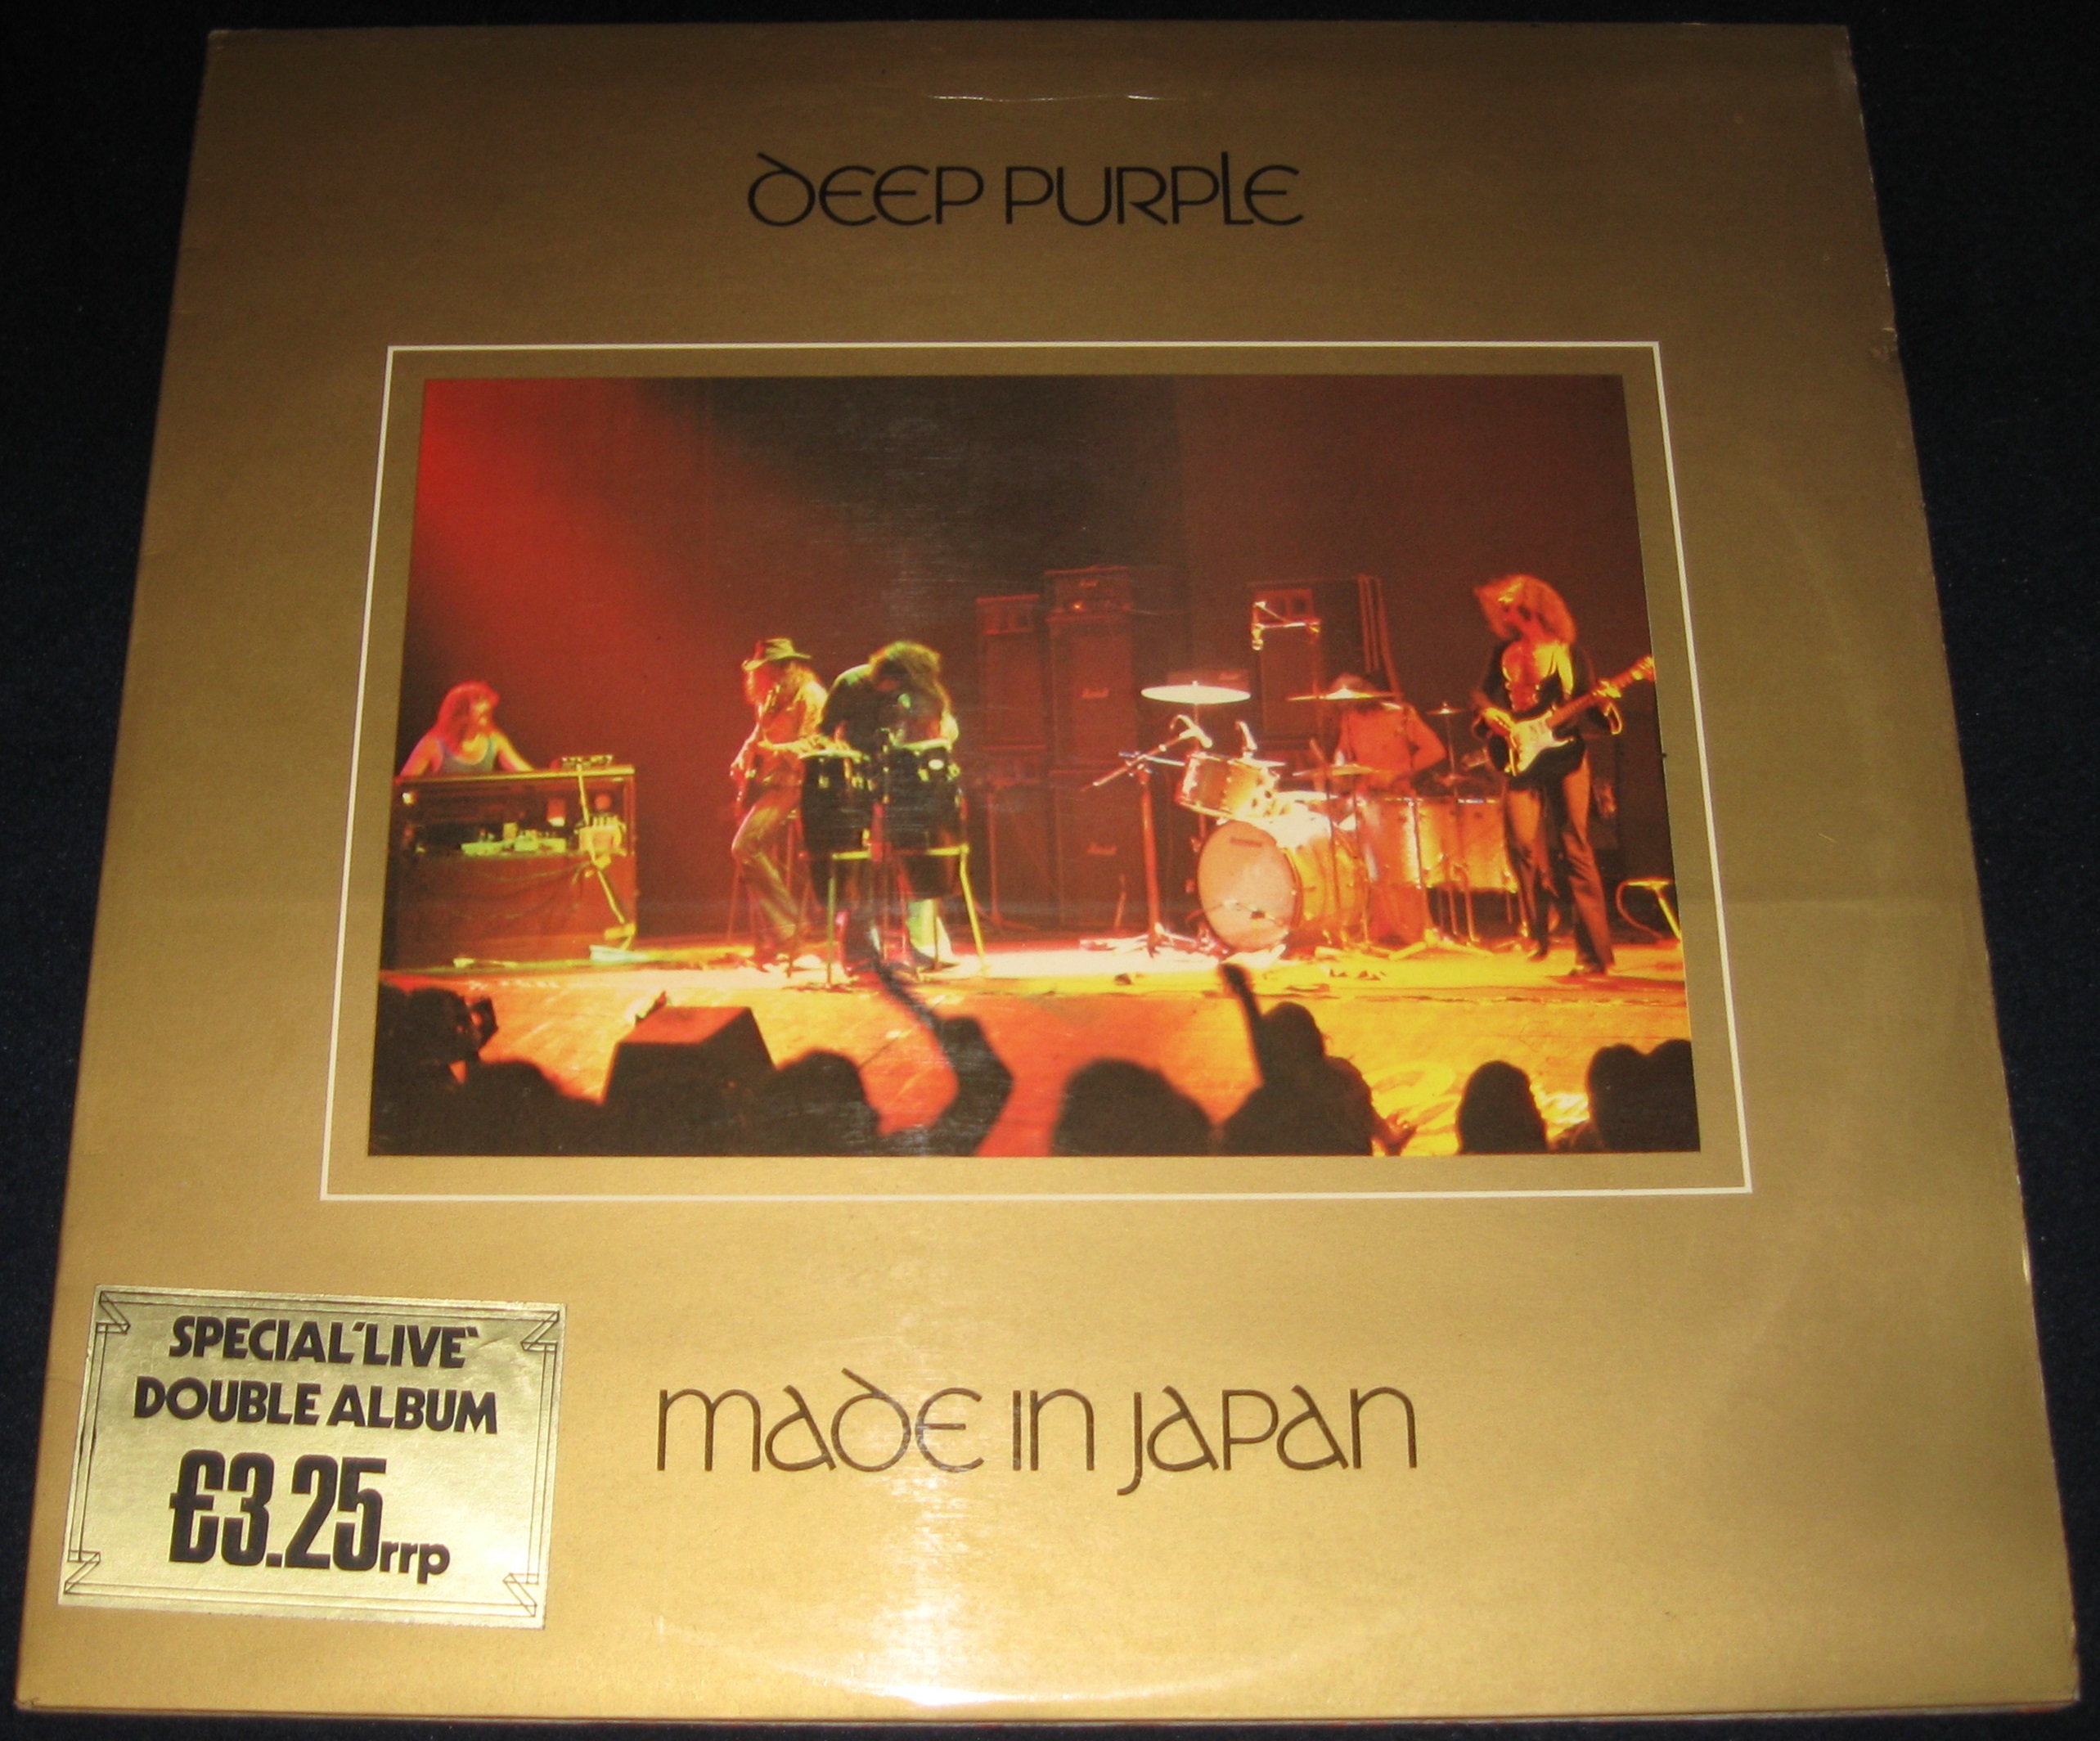 DEEP PURPLE
MADE IN JAPAN
SPECIAL 'LIVE'
DOUBLE ALBUM
£3.25rrp